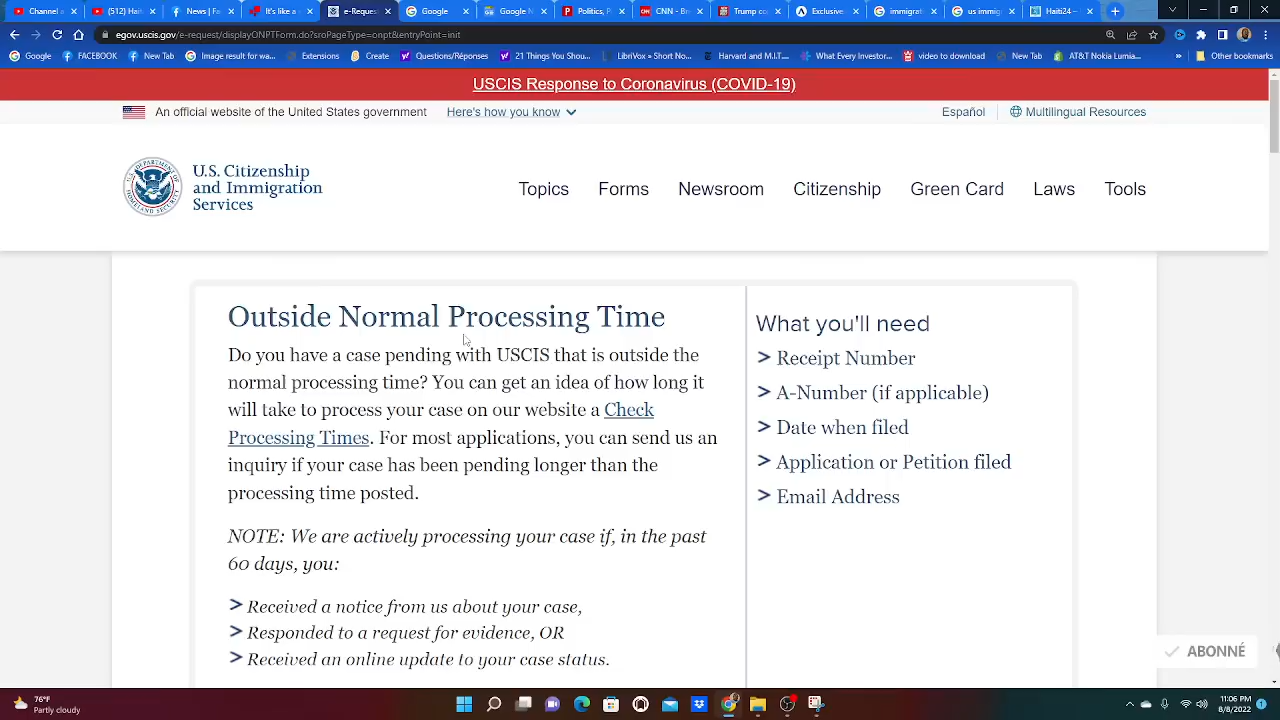 Channel a
(512) Haiti
News | Fe
It's like a
e-Request
Google
Google N
Politics, P
CNN - Bre
Trump co
Exclusive
immigrat
us immig
Haiti24 –
egov.uscis.gov/e-request/displayONPTForm.do?sroPageType=onpt&entryPoint=init
Google
FACEBOOK
New Tab
Image result for ww...
Extensions
Create
Questions/Réponses
21 Things You Shou...
LibriVox » Short No...
Harvard and M.I.T....
What Every Investor...
video to download
New Tab
AT&T Nokia Lumia...
»
Other bookmarks
USCIS Response to Coronavirus (COVID-19)
An official website of the United States government
Here's how you know
Español
Multilingual Resources
U.S. Citizenship
and Immigration
Services
Topics
Forms
Newsroom
Citizenship
Green Card
Laws
Tools
Outside Normal Processing Time
Do you have a case pending with USCIS that is outside the
normal processing time? You can get an idea of how long it
will take to process your case on our website a Check
Processing Times. For most applications, you can send us an
inquiry if your case has been pending longer than the
processing time posted.
NOTE: We are actively processing your case if, in the past
60 days, you:
Received a notice from us about your case,
Responded to a request for evidence, OR
Received an online update to your case status.
What you'll need
Receipt Number
A-Number (if applicable)
Date when filed
Application or Petition filed
Email Address
ABONNÉ
76°F
Partly cloudy
11:06 PM
9/8/2022